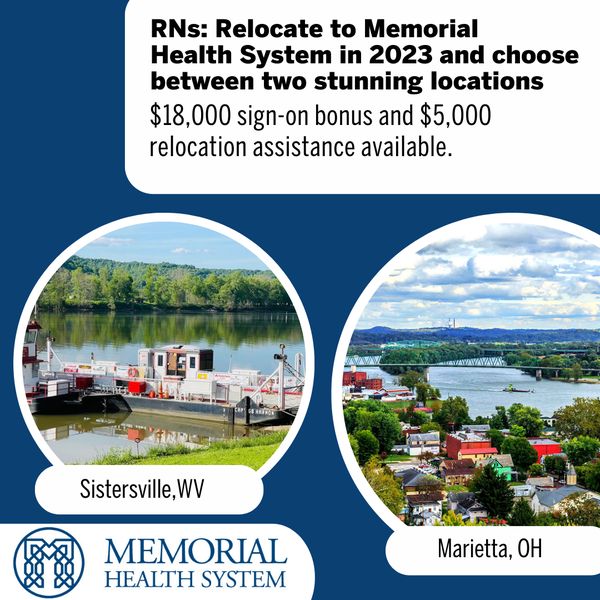 RNs: Relocate to Memorial
Health System in 2023 and choose
between two stunning locations
$18,000 sign-on bonus and $5,000
relocation assistance available.
Sistersville,WV
Marietta, OH
MEMORIAL
HEALTH SYSTEM